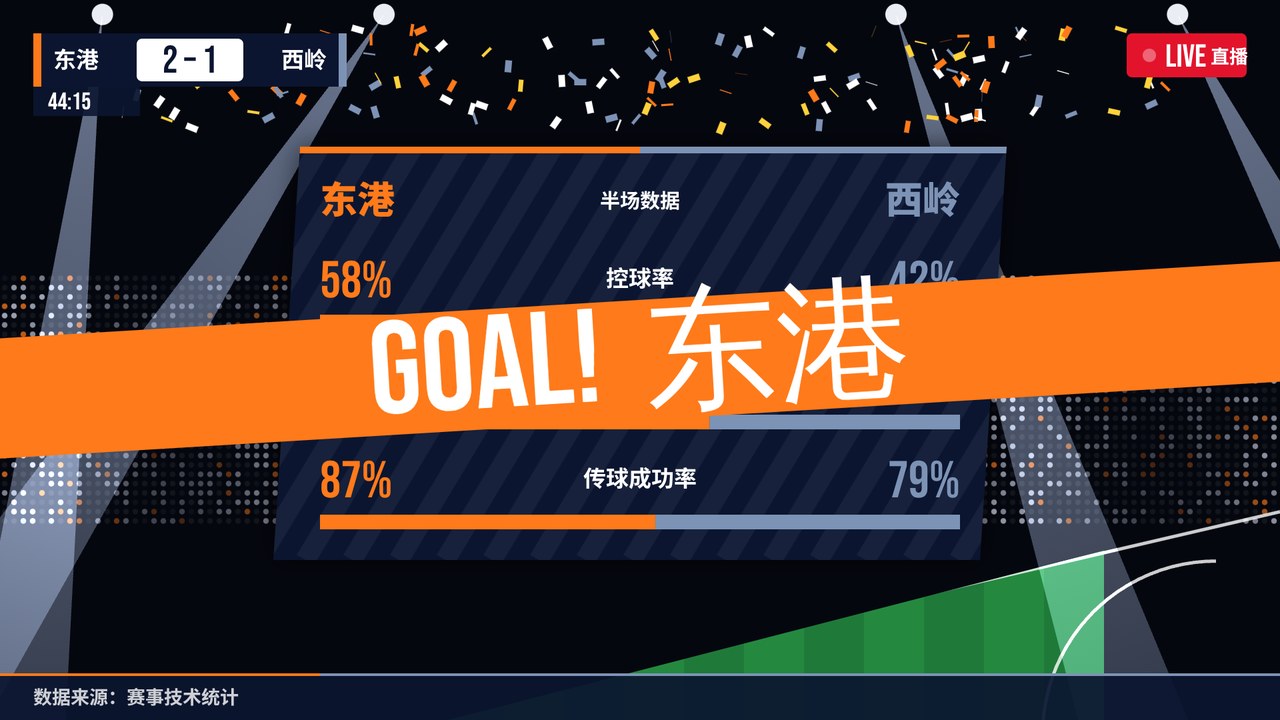 东港 2-1 西岭
44:15
LIVE 直播
东港 半场数据 西岭
58% 控球率 42%
GOAL! 东港
87% 传球成功率 79%
数据来源：赛事技术统计